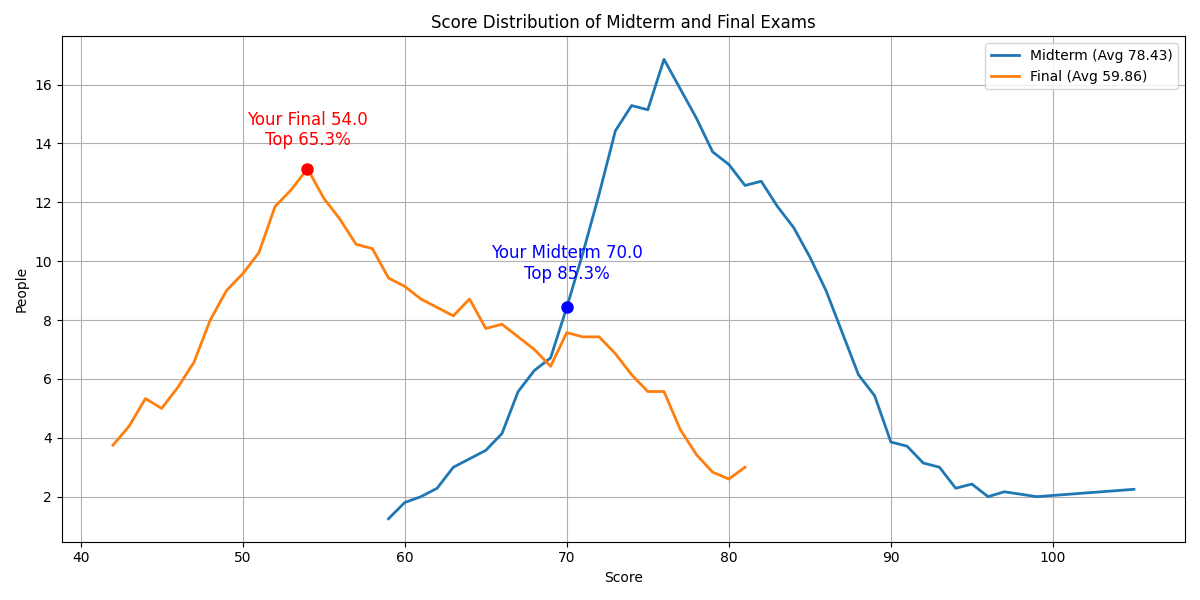 Score Distribution of Midterm and Final Exams
Midterm (Avg 78.43)
Final (Avg 59.86)
Your Final 54.0
Top 65.3%
Your Midterm 70.0
Top 85.3%
People
16
14
12
10
8
6
4
2
40 50 60 70 80 90 100
Score